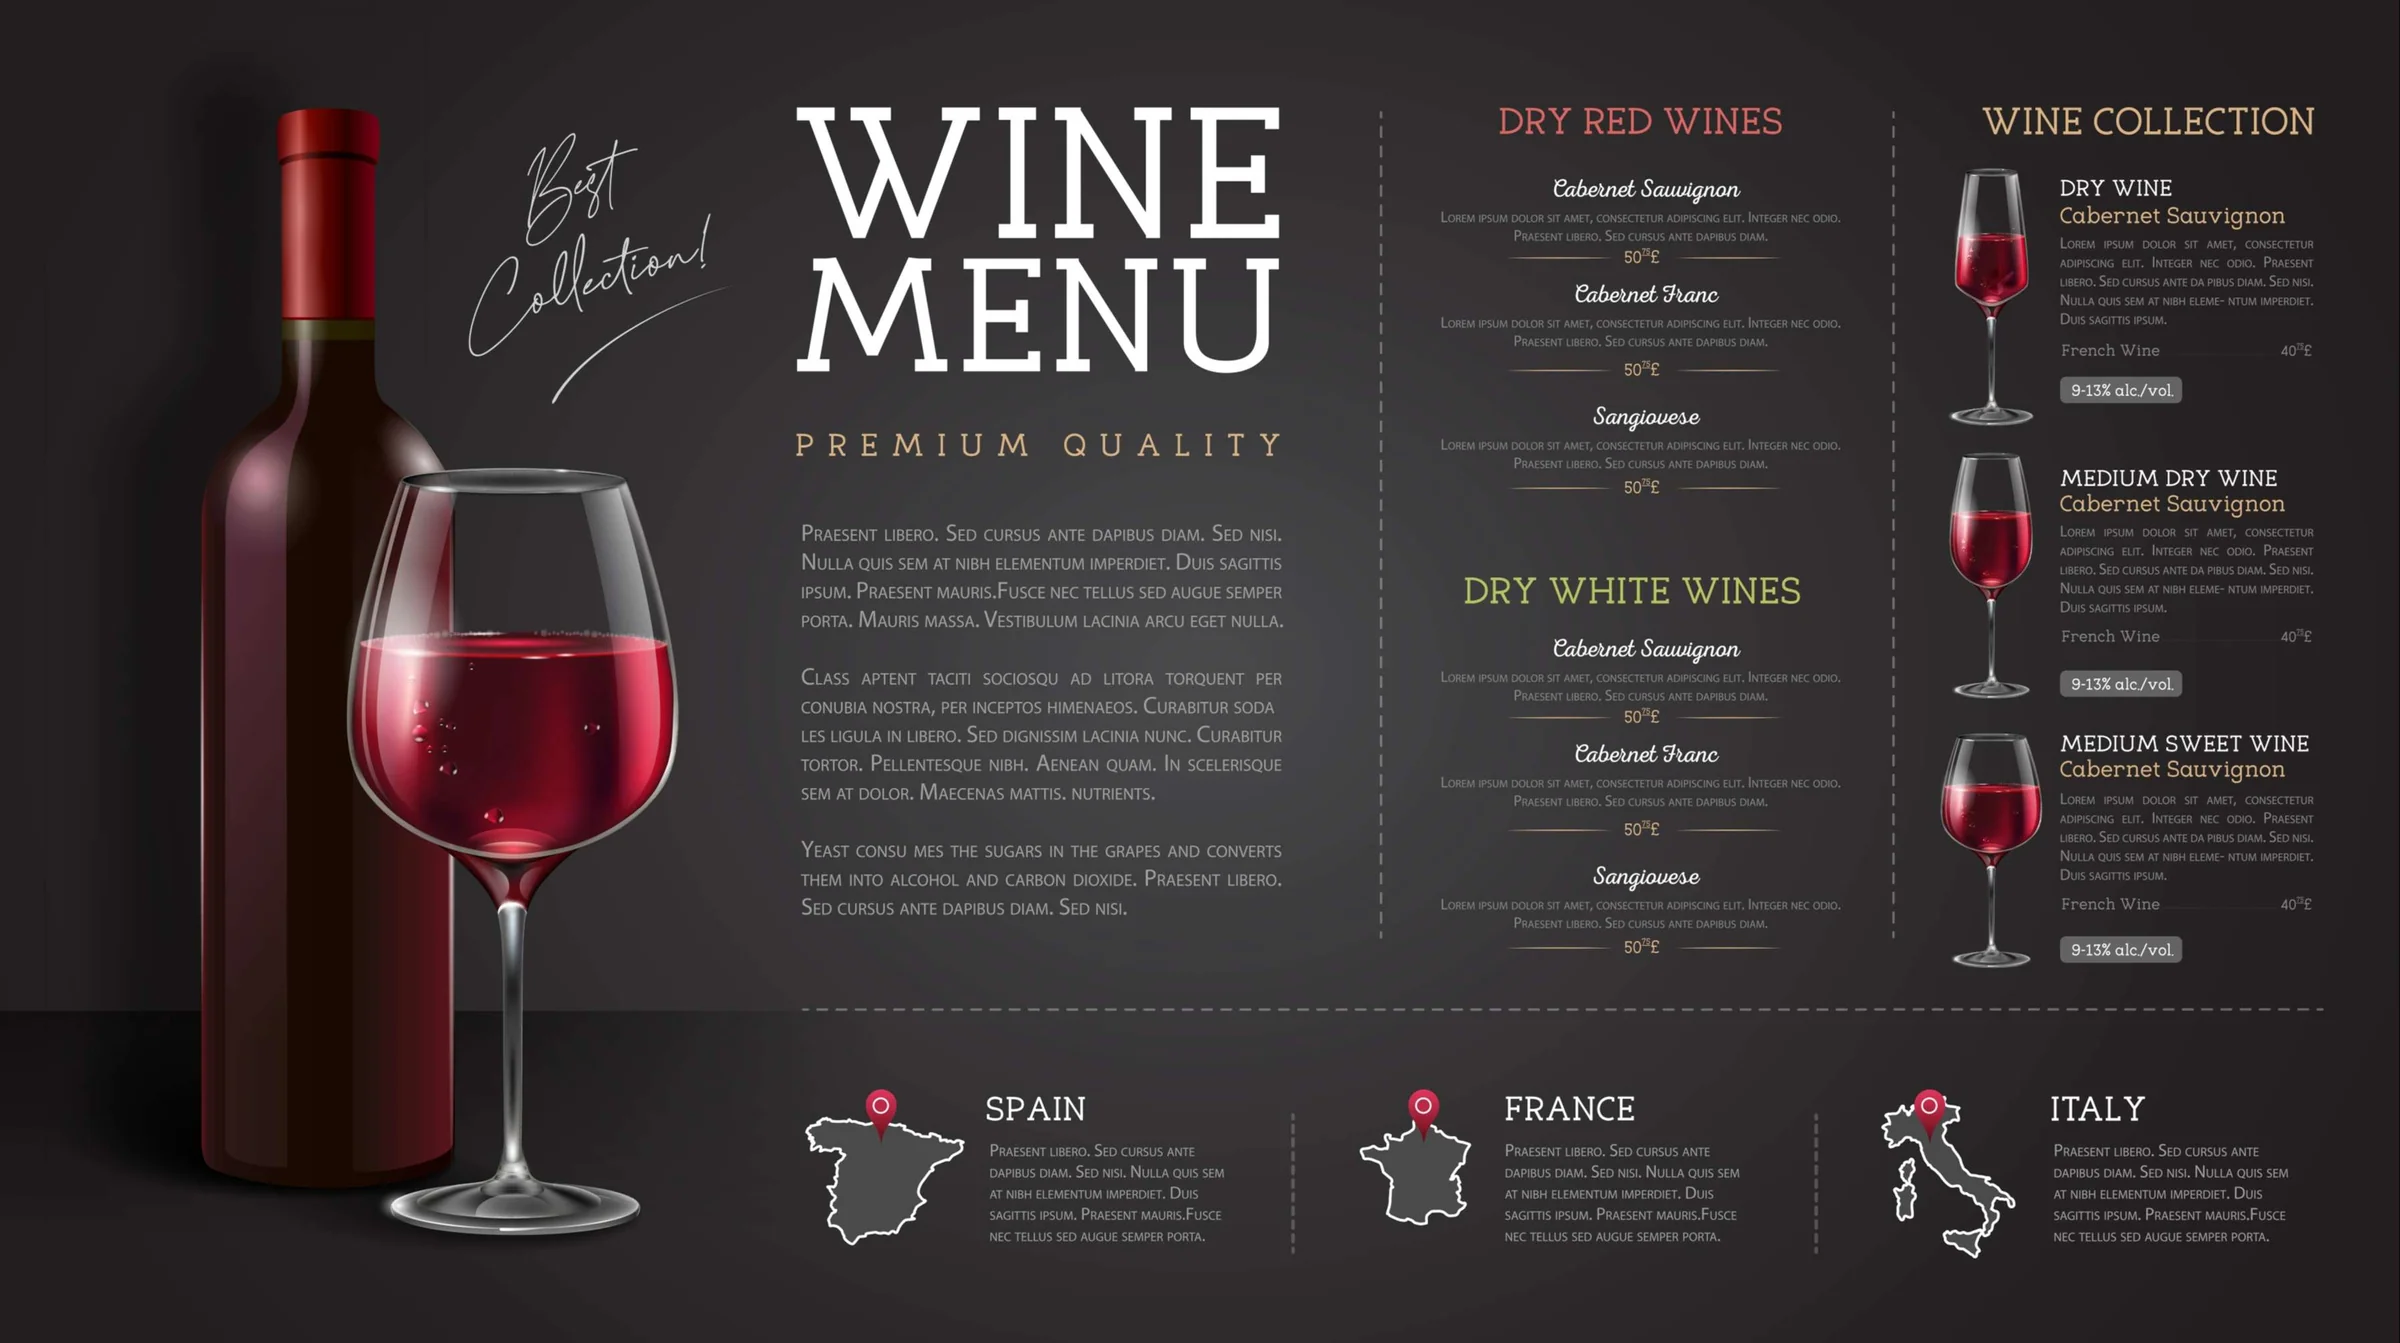 Best
Collection!
WINE
MENU
PREMIUM QUALITY
Praesent libero. Sed cursus ante dapibus diam. Sed nisi.
Nulla quis sem at nibh elementum imperdiet. Duis sagittis
ipsum. Praesent mauris.Fusce nec tellus sed augue semper
porta. Mauris massa. Vestibulum lacinia arcu eget nulla.
Class aptent taciti sociosqu ad litora torquent per
conubia nostra, per inceptos himenaeos. Curabitur soda
les ligula in libero. Sed dignissim lacinia nunc. Curabitur
tortor. Pellentesque nibh. Aenean quam. In scelerisque
sem at dolor. Maecenas mattis. nutrients.
Yeast consu mes the sugars in the grapes and converts
them into alcohol and carbon dioxide. Praesent libero.
Sed cursus ante dapibus diam. Sed nisi.
DRY RED WINES
Cabernet Sauvignon
Lorem ipsum dolor sit amet, consectetur adipiscing elit. Integer nec odio.
Praesent libero. Sed cursus ante dapibus diam.
50⁷⁵£
Cabernet Franc
Lorem ipsum dolor sit amet, consectetur adipiscing elit. Integer nec odio.
Praesent libero. Sed cursus ante dapibus diam.
50⁷⁵£
Sangiovese
Lorem ipsum dolor sit amet, consectetur adipiscing elit. Integer nec odio.
Praesent libero. Sed cursus ante dapibus diam.
50⁷⁵£
DRY WHITE WINES
Cabernet Sauvignon
Lorem ipsum dolor sit amet, consectetur adipiscing elit. Integer nec odio.
Praesent libero. Sed cursus ante dapibus diam.
50⁷⁵£
Cabernet Franc
Lorem ipsum dolor sit amet, consectetur adipiscing elit. Integer nec odio.
Praesent libero. Sed cursus ante dapibus diam.
50⁷⁵£
Sangiovese
Lorem ipsum dolor sit amet, consectetur adipiscing elit. Integer nec odio.
Praesent libero. Sed cursus ante dapibus diam.
50⁷⁵£
WINE COLLECTION
DRY WINE
Cabernet Sauvignon
Lorem ipsum dolor sit amet, consectetur
adipiscing elit. Integer nec odio. Praesent
libero. Sed cursus ante da pibus diam. Sed nisi.
Nulla quis sem at nibh eleme- ntum imperdiet.
Duis sagittis ipsum.
French Wine 40⁷⁵£
9-13% alc./vol.
MEDIUM DRY WINE
Cabernet Sauvignon
Lorem ipsum dolor sit amet, consectetur
adipiscing elit. Integer nec odio. Praesent
libero. Sed cursus ante da pibus diam. Sed nisi.
Nulla quis sem at nibh eleme- ntum imperdiet.
Duis sagittis ipsum.
French Wine 40⁷⁵£
9-13% alc./vol.
MEDIUM SWEET WINE
Cabernet Sauvignon
Lorem ipsum dolor sit amet, consectetur
adipiscing elit. Integer nec odio. Praesent
libero. Sed cursus ante da pibus diam. Sed nisi.
Nulla quis sem at nibh eleme- ntum imperdiet.
Duis sagittis ipsum.
French Wine 40⁷⁵£
9-13% alc./vol.
SPAIN
Praesent libero. Sed cursus ante
dapibus diam. Sed nisi. Nulla quis sem
at nibh elementum imperdiet. Duis
sagittis ipsum. Praesent mauris.Fusce
nec tellus sed augue semper porta.
FRANCE
Praesent libero. Sed cursus ante
dapibus diam. Sed nisi. Nulla quis sem
at nibh elementum imperdiet. Duis
sagittis ipsum. Praesent mauris.Fusce
nec tellus sed augue semper porta.
ITALY
Praesent libero. Sed cursus ante
dapibus diam. Sed nisi. Nulla quis sem
at nibh elementum imperdiet. Duis
sagittis ipsum. Praesent mauris.Fusce
nec tellus sed augue semper porta.